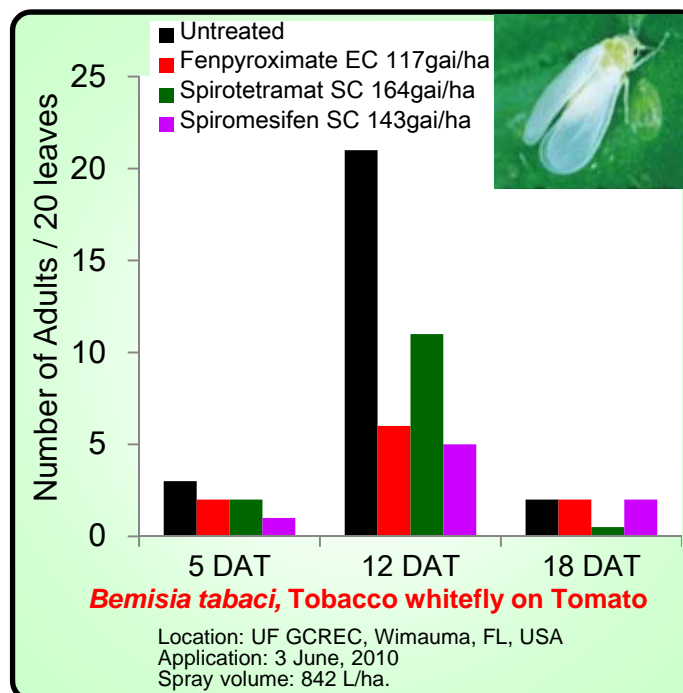 Untreated
Fenpyroximate EC 117gai/ha
Spirotetramat SC 164gai/ha
Spiromesifen SC 143gai/ha
Number of Adults / 20 leaves
25
20
15
10
5
0
5 DAT 12 DAT 18 DAT
Bemisia tabaci, Tobacco whitefly on Tomato
Location: UF GCREC, Wimauma, FL, USA
Application: 3 June, 2010
Spray volume: 842 L/ha.